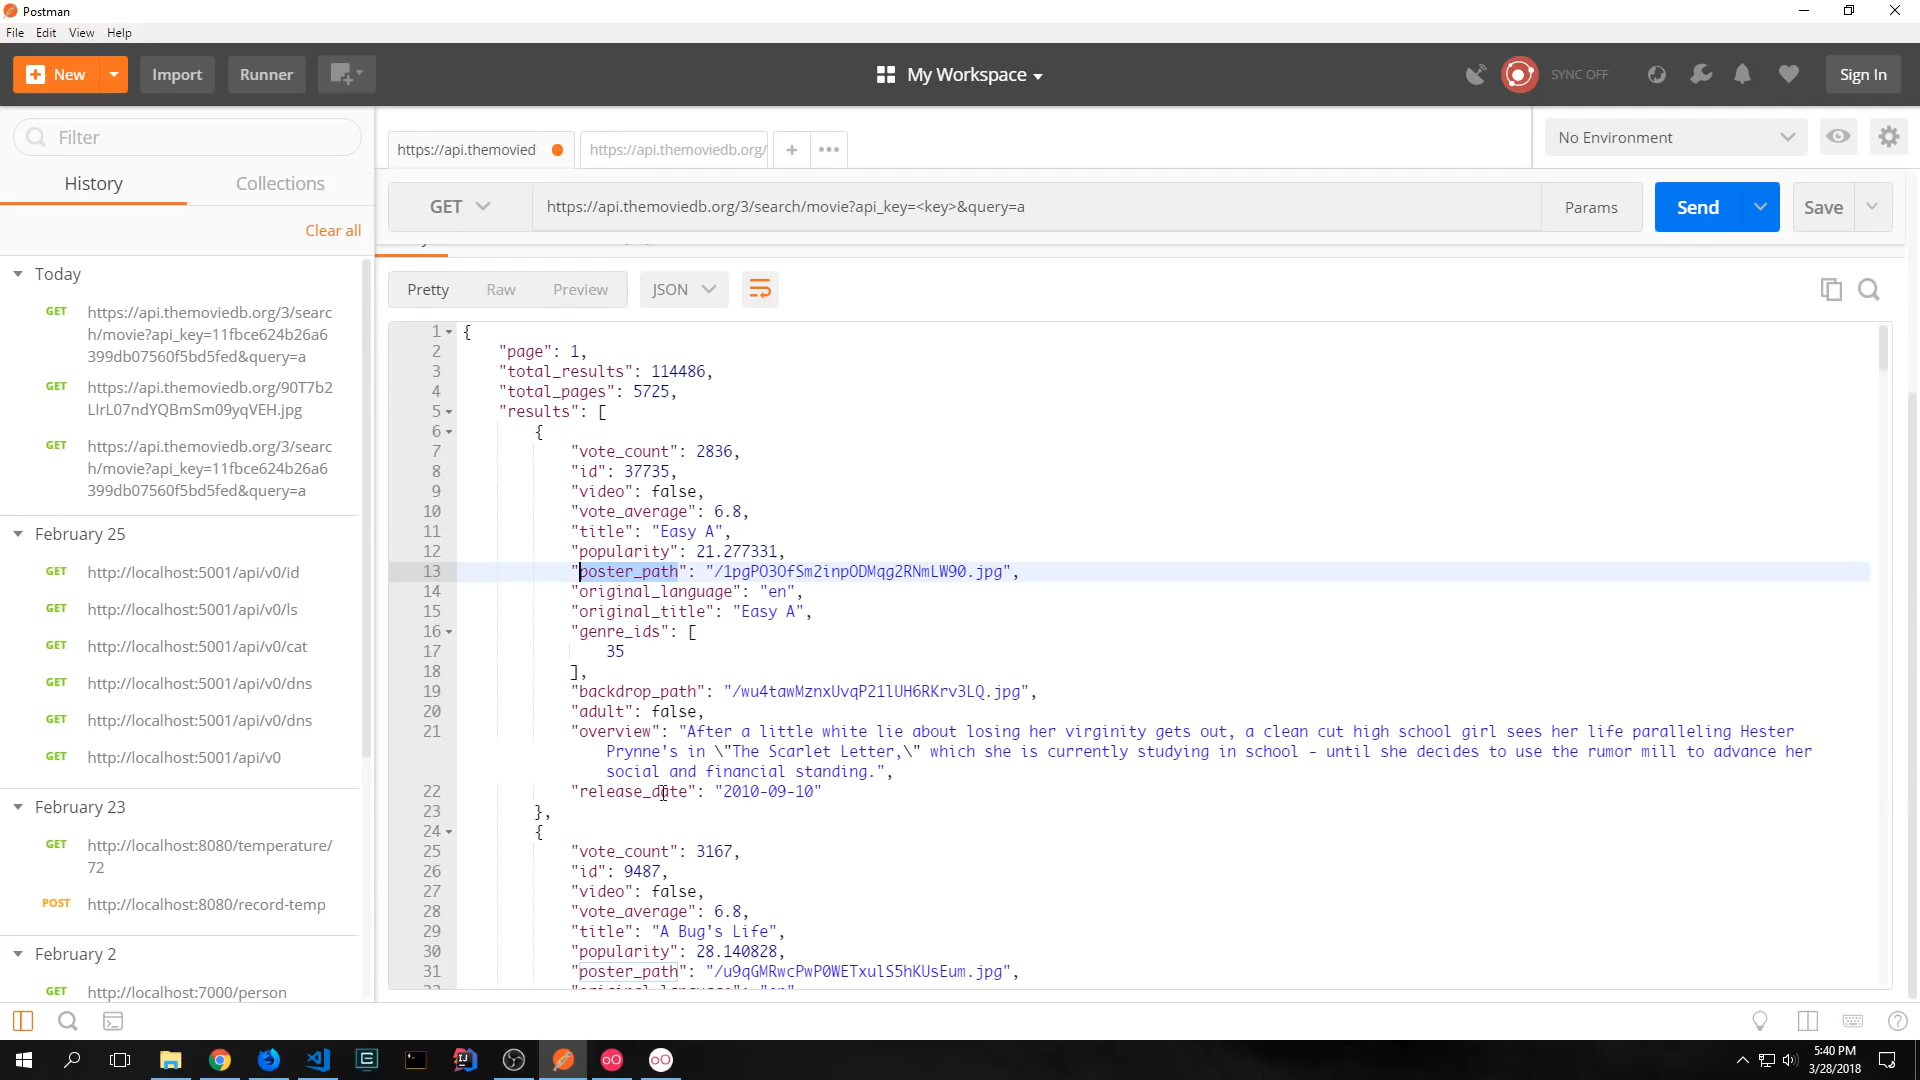 Postman
File Edit View Help
New Import Runner My Workspace SYNC OFF Sign In
Filter
History Collections
Clear all
Today
GET https://api.themoviedb.org/3/searc
h/movie?api_key=11fbce624b26a6
399db07560f5bd5fed&query=a
GET https://api.themoviedb.org/90T7b2
LIrL07ndYQBmSm09yqVEH.jpg
GET https://api.themoviedb.org/3/searc
h/movie?api_key=11fbce624b26a6
399db07560f5bd5fed&query=a
February 25
GET http://localhost:5001/api/v0/id
GET http://localhost:5001/api/v0/ls
GET http://localhost:5001/api/v0/cat
GET http://localhost:5001/api/v0/dns
GET http://localhost:5001/api/v0/dns
GET http://localhost:5001/api/v0
February 23
GET http://localhost:8080/temperature/
72
POST http://localhost:8080/record-temp
February 2
GET http://localhost:7000/person
https://api.themovied https://api.themoviedb.org/ No Environment
GET https://api.themoviedb.org/3/search/movie?api_key=<key>&query=a Params Send Save
Pretty Raw Preview JSON
1 {
2 "page": 1,
3 "total_results": 114486,
4 "total_pages": 5725,
5 "results": [
6 {
7 "vote_count": 2836,
8 "id": 37735,
9 "video": false,
10 "vote_average": 6.8,
11 "title": "Easy A",
12 "popularity": 21.277331,
13 "poster_path": "/1pgPO3OfSm2inpODMqg2RNmLW90.jpg",
14 "original_language": "en",
15 "original_title": "Easy A",
16 "genre_ids": [
17 35
18 ],
19 "backdrop_path": "/wu4tawMznxUvqP21lUH6RKrv3LQ.jpg",
20 "adult": false,
21 "overview": "After a little white lie about losing her virginity gets out, a clean cut high school girl sees her life paralleling Hester
Prynne's in \"The Scarlet Letter,\" which she is currently studying in school - until she decides to use the rumor mill to advance her
social and financial standing.",
22 "release_date": "2010-09-10"
23 },
24 {
25 "vote_count": 3167,
26 "id": 9487,
27 "video": false,
28 "vote_average": 6.8,
29 "title": "A Bug's Life",
30 "popularity": 28.140828,
31 "poster_path": "/u9qGMRwcPwP0WETxulS5hKUsEum.jpg",
5:40 PM
3/28/2018